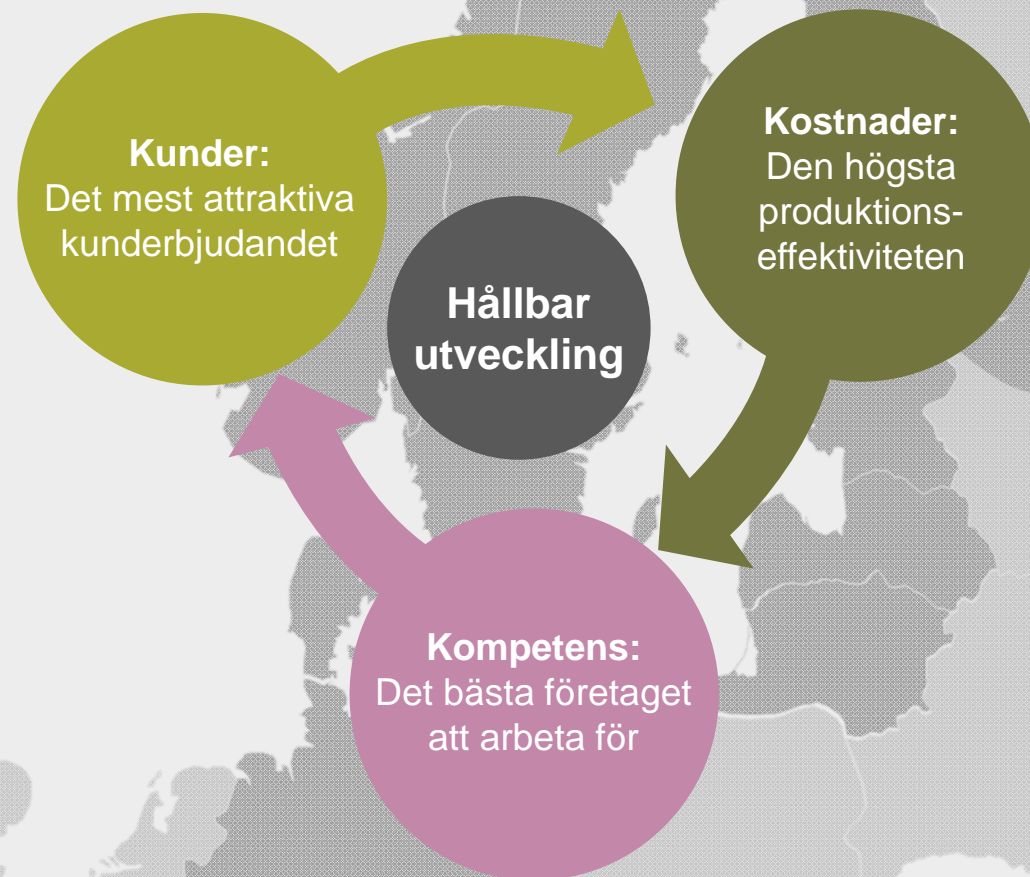 Kunder:
Det mest attraktiva
kunderbjudandet
Kostnader:
Den högsta
produktions-
effektiviteten
Hållbar
utveckling
Kompetens:
Det bästa företaget
att arbeta för